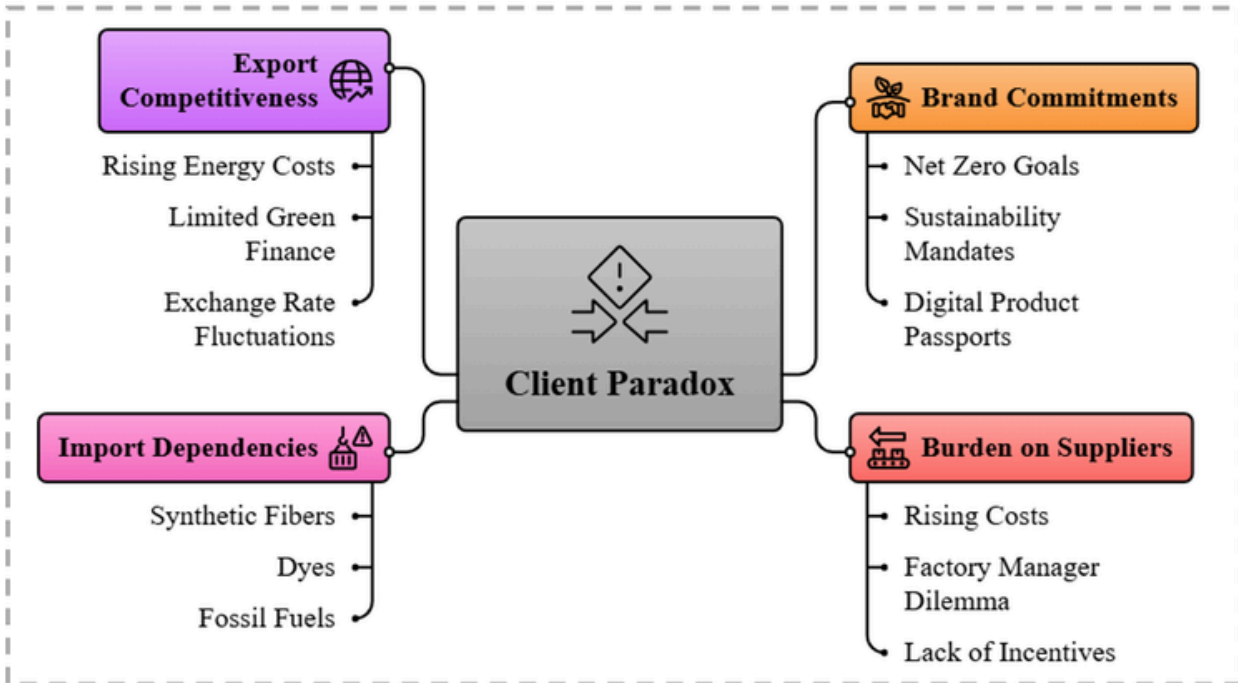 Export
Competitiveness
Rising Energy Costs
Limited Green
Finance
Exchange Rate
Fluctuations
Import Dependencies
Synthetic Fibers
Dyes
Fossil Fuels
Client Paradox
Brand Commitments
Net Zero Goals
Sustainability
Mandates
Digital Product
Passports
Burden on Suppliers
Rising Costs
Factory Manager
Dilemma
Lack of Incentives